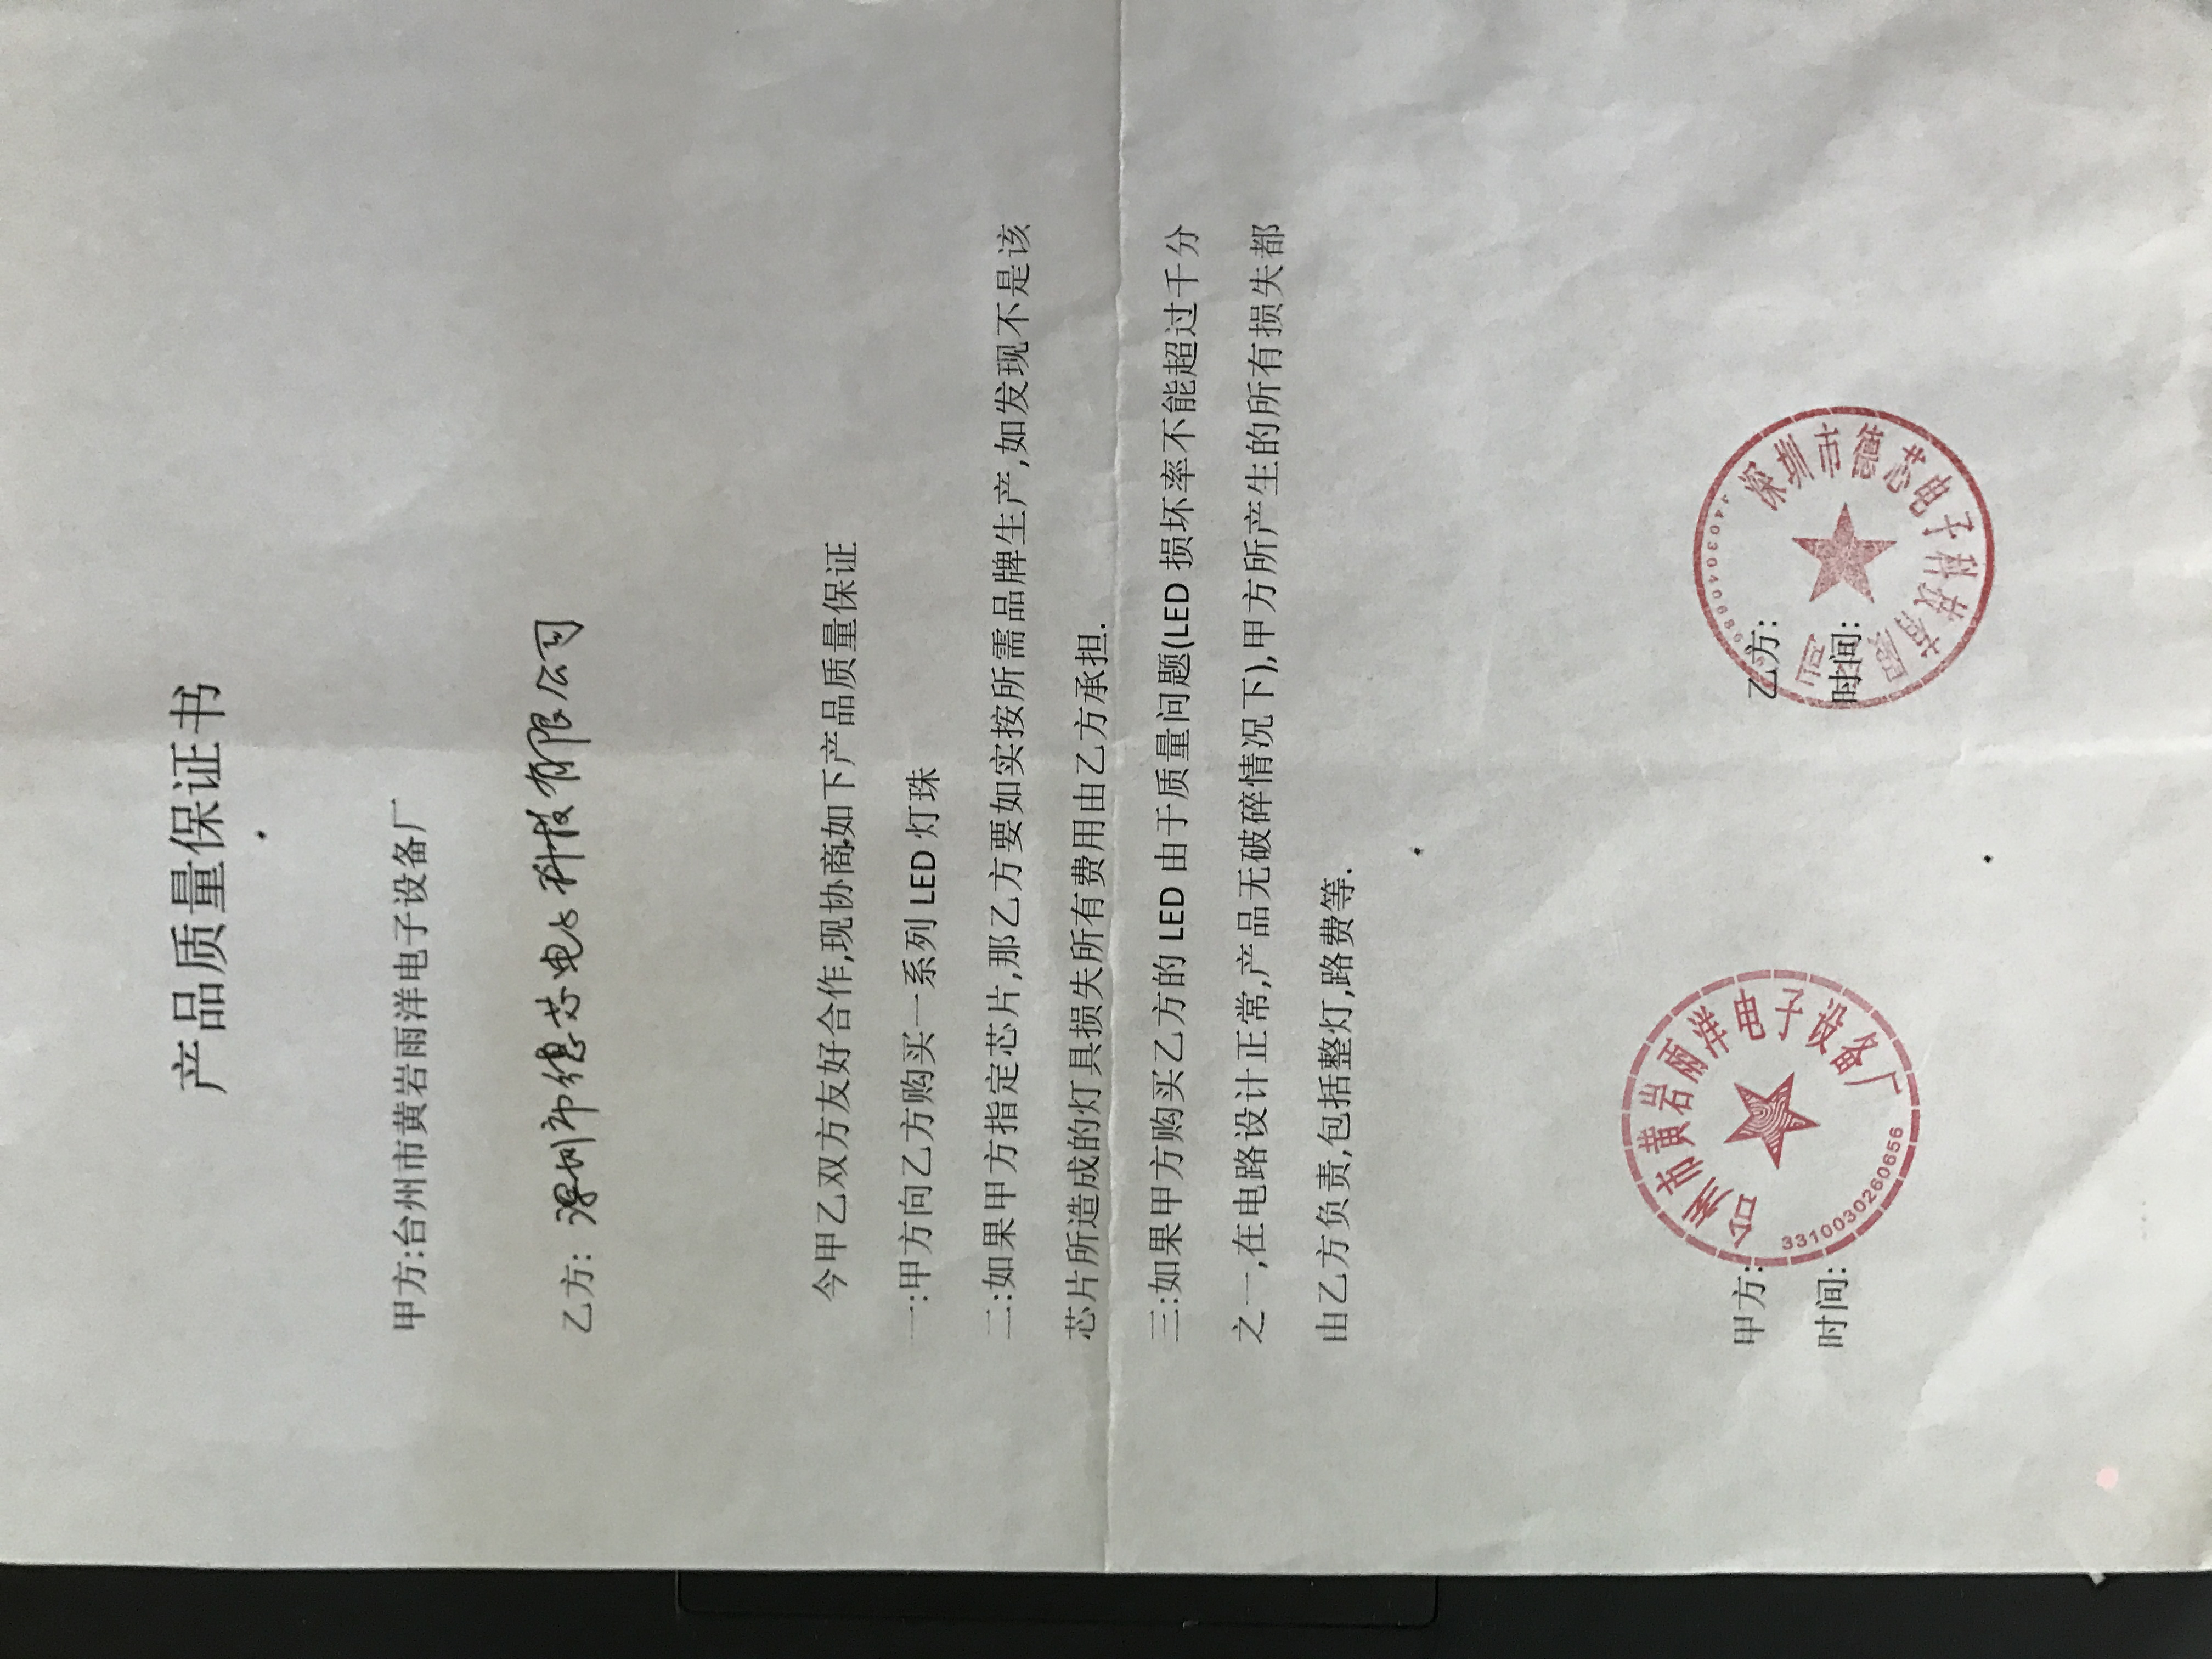 产品质量保证书
甲方:台州市黄岩雨洋电子设备厂
乙方: 深圳市德芯电子科技有限公司
今甲乙双方友好合作,现协商如下产品质量保证
一:甲方向乙方购买一系列 LED 灯珠
二:如果甲方指定芯片,那乙方要如实按所需品牌生产,如发现不是该
芯片所造成的灯具损失所有费用由乙方承担.
三:如果甲方购买乙方的 LED 由于质量问题(LED 损坏率不能超过千分
之一,在电路设计正常,产品无破碎情况下),甲方所产生的所有损失都
由乙方负责,包括整灯,路费等.
甲方:
时间:
台州市黄岩雨洋电子设备厂
3310030260656
乙方:
时间:
深圳市德芯电子科技有限公司